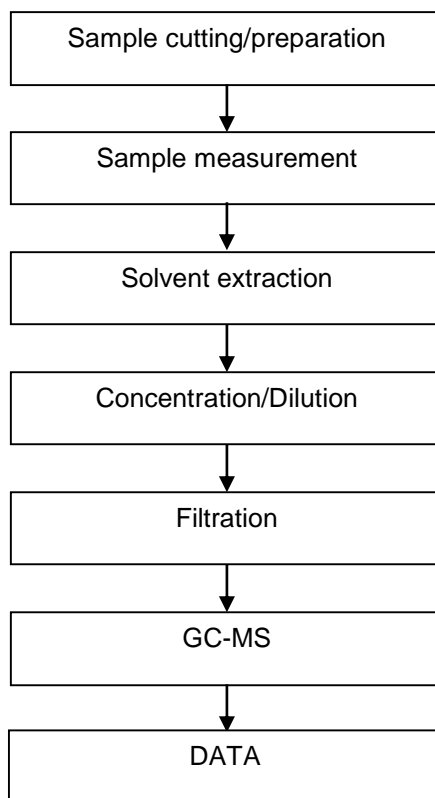 Sample cutting/preparation
Sample measurement
Solvent extraction
Concentration/Dilution
Filtration
GC-MS
DATA